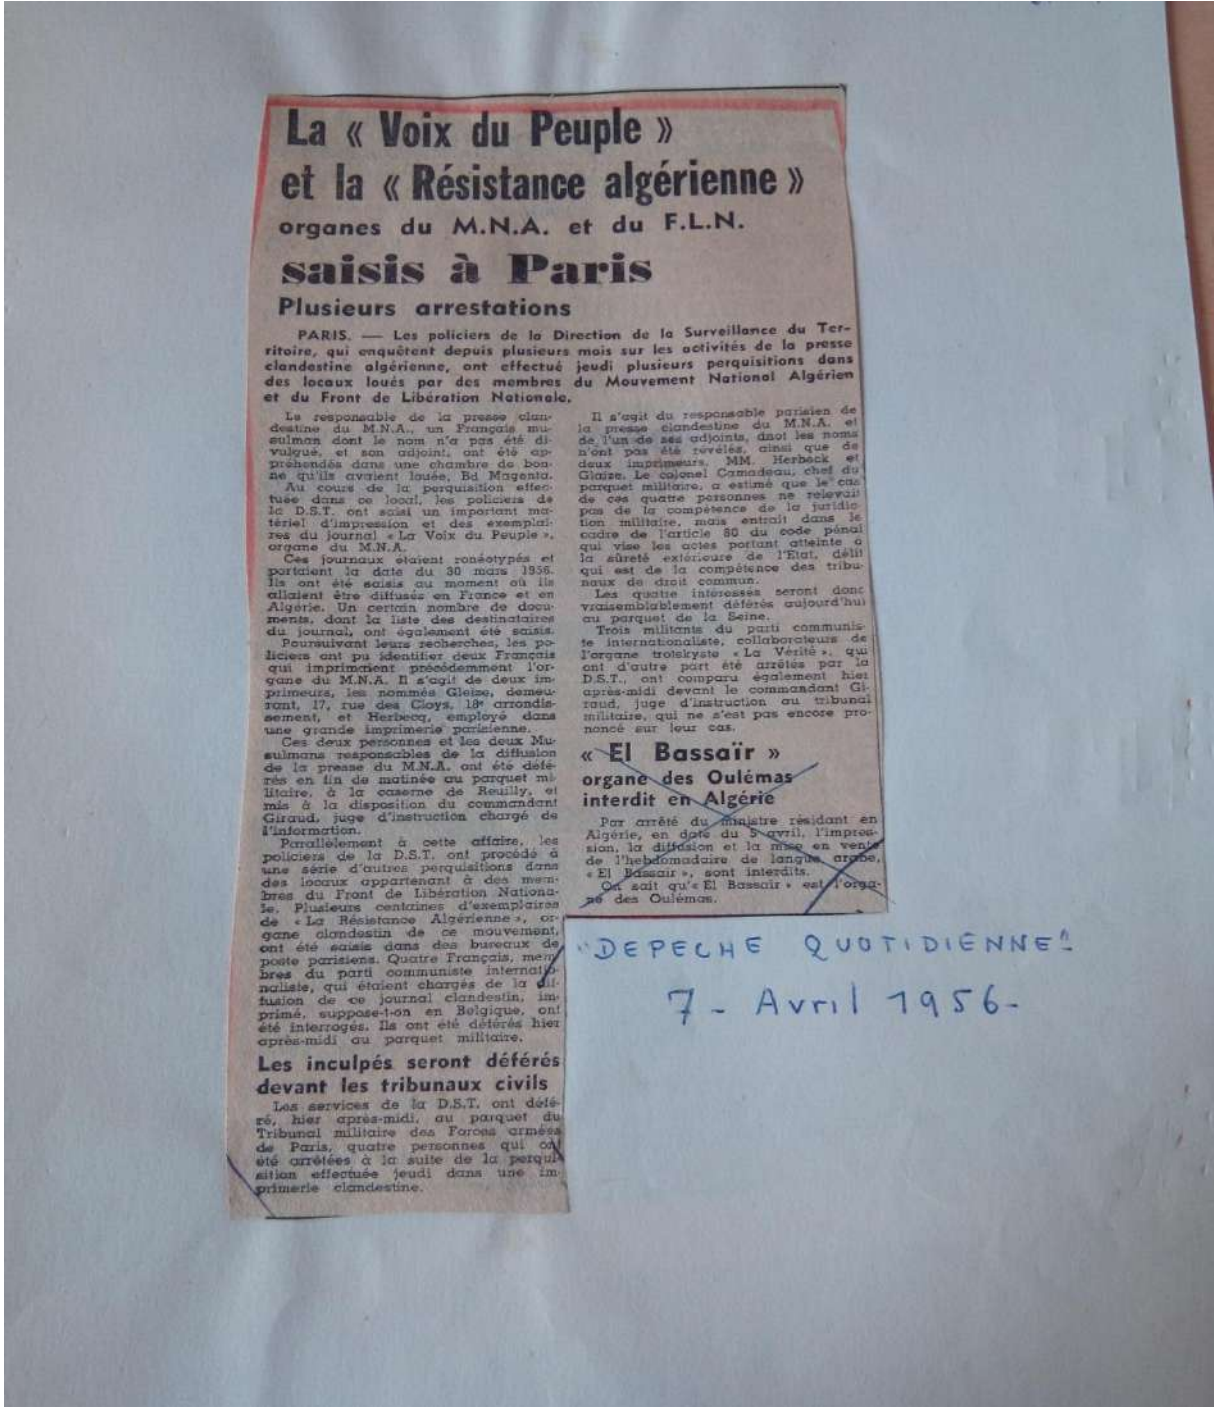 La « Voix du Peuple »
et la « Résistance algérienne »
organes du M.N.A. et du F.L.N.
saisis à Paris
Plusieurs arrestations
PARIS. — Les policiers de la Direction de la Surveillance du Ter-
ritoire, qui enquêtent depuis plusieurs mois sur les activités de la presse
clandestine algérienne, ont effectué jeudi plusieurs perquisitions dans
des locaux loués par des membres du Mouvement National Algérien
et du Front de Libération Nationale.
Le responsable de la presse clan-
destine du M.N.A., un Français mu-
sulman dont le nom n'a pas été di-
vulgué, et son adjoint, ont été ap-
préhendés dans une chambre de bon-
ne qu'ils avaient louée, Bd Magenta.
Au cours de la perquisition effec-
tuée dans ce local, les policiers de
la D.S.T. ont saisi un important ma-
tériel d'impression et des exemplai-
res du journal « La Voix du Peuple »,
organe du M.N.A.
Ces journaux étaient ronéotypés et
portaient la date du 30 mars 1956.
Ils ont été saisis au moment où ils
allaient être diffusés en France et en
Algérie. Un certain nombre de docu-
ments, dont la liste des destinataires
du journal, ont également été saisis.
Poursuivant leurs recherches, les po-
liciers ont pu identifier deux Français
qui imprimaient précédemment l'or-
gane du M.N.A. Il s'agit de deux im-
primeurs, les nommés Gleize, demeu-
rant, 17, rue des Cloys, 18e arrondis-
sement, et Herbecq, employé dans
une grande imprimerie parisienne.
Ces deux personnes et les deux Mu-
sulmans responsables de la diffusion
de la presse du M.N.A. ont été défé-
rés en fin de matinée au parquet mi-
litaire, à la caserne de Reuilly, et
mis à la disposition du commandant
Giraud, juge d'instruction chargé de
l'information.
Parallèlement à cette affaire, les
policiers de la D.S.T. ont procédé à
une série d'autres perquisitions dans
des locaux appartenant à des mem-
bres du Front de Libération Nationa-
le. Plusieurs centaines d'exemplaires
de « La Résistance Algérienne », or-
gane clandestin de ce mouvement,
ont été saisis dans des bureaux de
poste parisiens. Quatre Français, mem-
bres du parti communiste internatio-
naliste, qui étaient chargés de la dif-
fusion de ce journal clandestin, im-
primé, suppose-t-on en Belgique, ont
été interrogés. Ils ont été déférés hier
après-midi au parquet militaire.
Les inculpés seront déférés
devant les tribunaux civils
Les services de la D.S.T. ont défé-
ré, hier après-midi, au parquet du
Tribunal militaire des Forces armées
de Paris, quatre personnes qui ont
été arrêtées à la suite de la perqui-
sition effectuée jeudi dans une im-
primerie clandestine.
Il s'agit du responsable parisien de
la presse clandestine du M.N.A. et
de l'un de ses adjoints, dnot les noms
n'ont pas été révélés, ainsi que de
deux imprimeurs, MM. Herbeck et
Glaize. Le colonel Camadeau, chef du
parquet militaire, a estimé que le cas
de ces quatre personnes ne relevait
pas de la compétence de la juridic-
tion militaire, mais entrait dans le
cadre de l'article 80 du code pénal
qui vise les actes portant atteinte à
la sûreté extérieure de l'Etat, délit
qui est de la compétence des tribu-
naux de droit commun.
Les quatre intéressés seront donc
vraisemblablement déférés aujourd'hui
au parquet de la Seine.
Trois militants du parti communis-
te internationaliste, collaborateurs de
l'organe trotskyste « La Vérité », qui
ont d'autre part été arrêtés par la
D.S.T., ont comparu également hier
après-midi devant le commandant Gi-
raud, juge d'instruction au tribunal
militaire, qui ne s'est pas encore pro-
noncé sur leur cas.
« El Bassaïr »
organe des Oulémas
interdit en Algérie
Par arrêté du ministre résidant en
Algérie, en date du 5 avril, l'impres-
sion, la diffusion et la mise en vente
de l'hebdomadaire de langue arabe,
« El Bassaïr », sont interdits.
On sait qu'« El Bassaïr » est l'orga-
ne des Oulémas.
"DEPECHE QUOTIDIENNE"
7 - Avril 1956 -